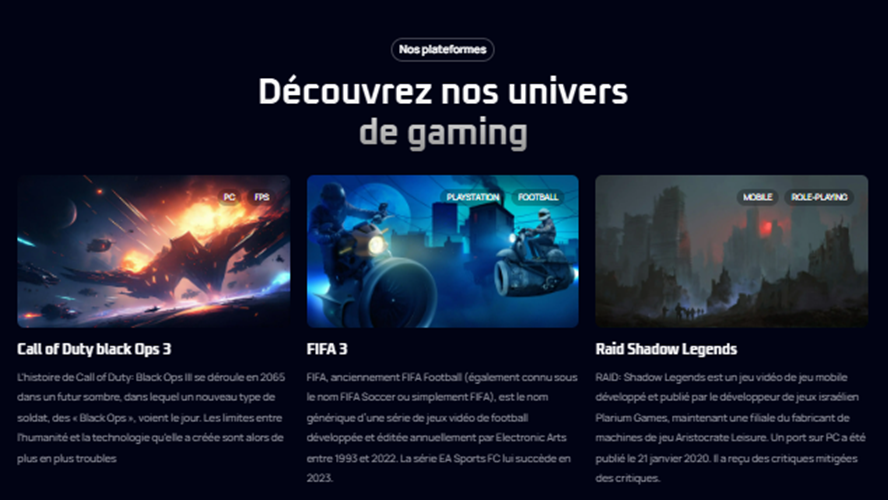 Nos plateformes
Découvrez nos univers
de gaming
PC
FPS
PLAYSTATION
FOOTBALL
MOBILE
ROLE-PLAYING
Call of Duty black Ops 3
L'histoire de Call of Duty: Black Ops III se déroule en 2065
dans un futur sombre, dans lequel un nouveau type de
soldat, des « Black Ops », voient le jour. Les limites entre
l'humanité et la technologie qu'elle a créée sont alors de
plus en plus troubles
FIFA 3
FIFA, anciennement FIFA Football (également connu sous
le nom FIFA Soccer ou simplement FIFA), est le nom
générique d'une série de jeux vidéo de football
développée et éditée annuellement par Electronic Arts
entre 1993 et 2022. La série EA Sports FC lui succède en
2023.
Raid Shadow Legends
RAID: Shadow Legends est un jeu vidéo de jeu mobile
développé et publié par le développeur de jeux israélien
Plarium Games, maintenant une filiale du fabricant de
machines de jeu Aristocrate Leisure. Un port sur PC a été
publié le 21 janvier 2020. Il a reçu des critiques mitigées
des critiques.